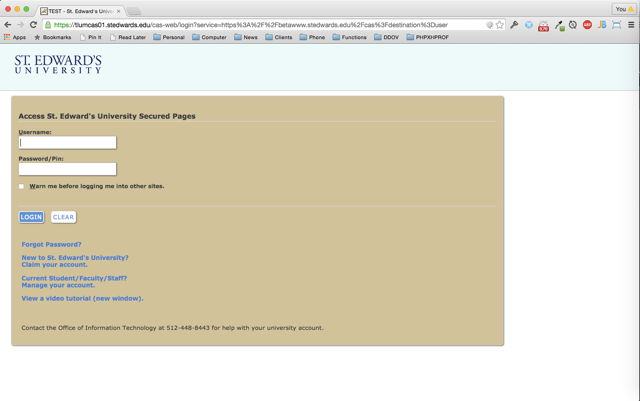 TEST - St. Edward's Unive
You
https://tlumcas01.stedwards.edu/cas-web/login?service=https%3A%2F%2Fbetawww.stedwards.edu%2Fcas%3Fdestination%3Duser
Apps Bookmarks Pin It Read Later Personal Computer News Clients Phone Functions DDOV PHPXHPROF
ST. EDWARD'S
UNIVERSITY
Access St. Edward's University Secured Pages
Username:
Password/Pin:
Warn me before logging me into other sites.
LOGIN CLEAR
Forgot Password?
New to St. Edward's University?
Claim your account.
Current Student/Faculty/Staff?
Manage your account.
View a video tutorial (new window).
Contact the Office of Information Technology at 512-448-8443 for help with your university account.